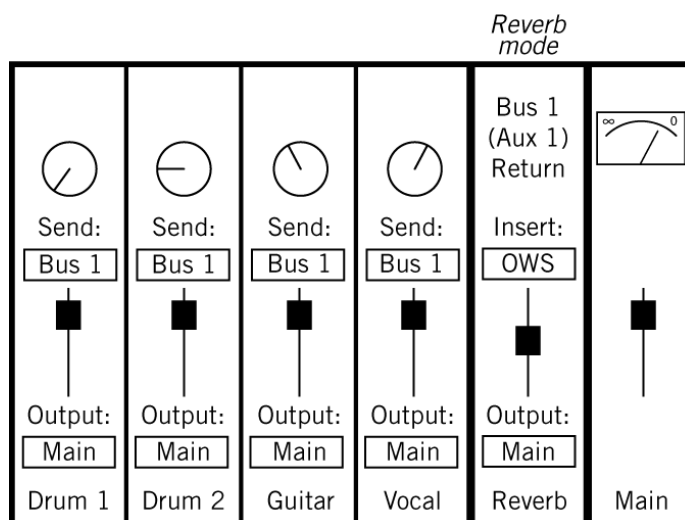 Reverb
mode
Send:
Bus 1
Output:
Main
Drum 1
Send:
Bus 1
Output:
Main
Drum 2
Send:
Bus 1
Output:
Main
Guitar
Send:
Bus 1
Output:
Main
Vocal
Bus 1
(Aux 1)
Return
Insert:
OWS
Output:
Main
Reverb
∞ 0
Main